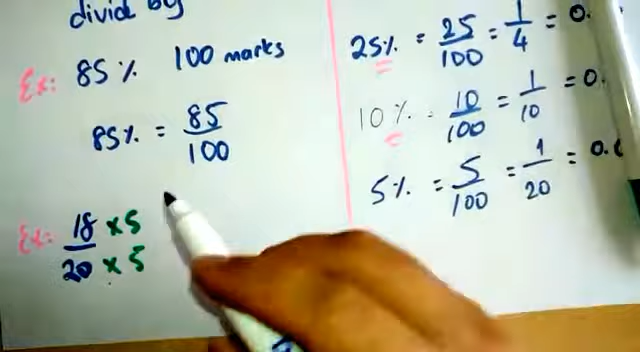 divid by
Ex: 85% 100 marks
85% = 85/100
Ex: 18/20 ×5 ×5
25% = 25/100 = 1/4 = 0.
10% = 10/100 = 1/10 = 0.
5% = 5/100 = 1/20 = 0.0